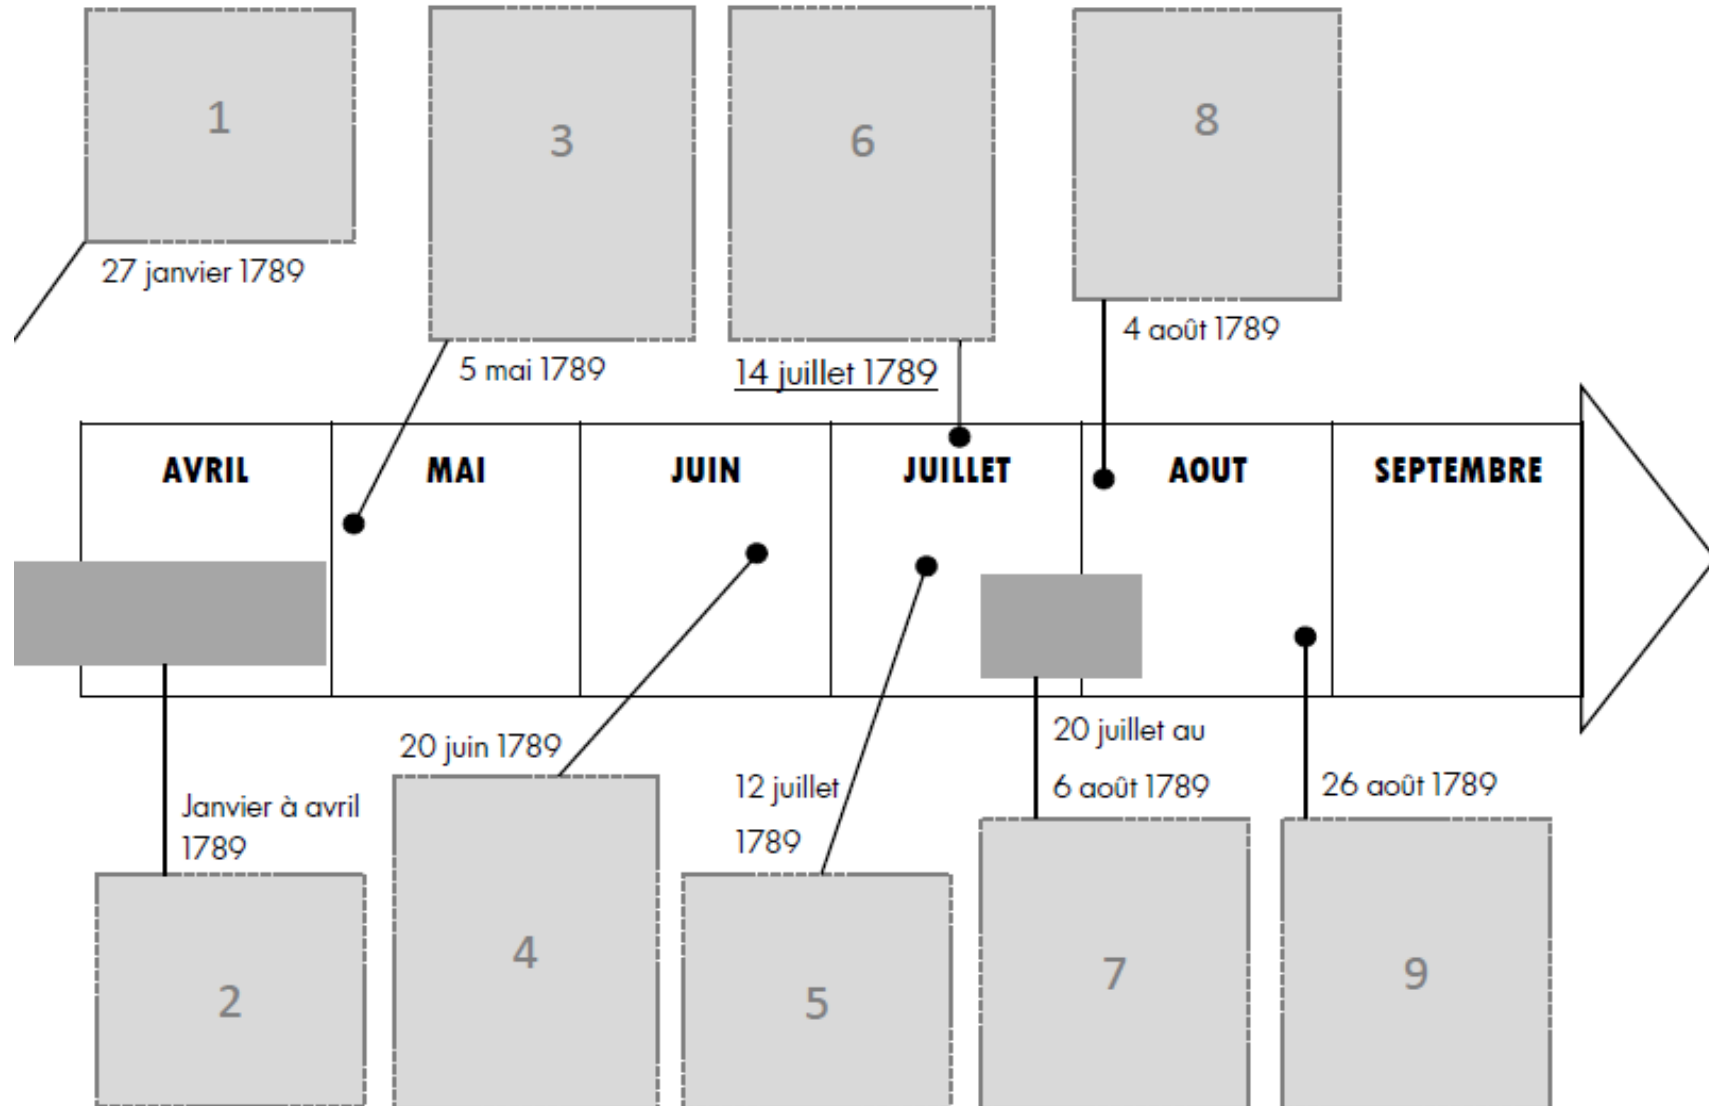 1
3
6
8
27 janvier 1789
5 mai 1789
14 juillet 1789
4 août 1789
AVRIL
MAI
JUIN
JUILLET
AOUT
SEPTEMBRE
Janvier à avril
1789
20 juin 1789
12 juillet
1789
20 juillet au
6 août 1789
26 août 1789
2
4
5
7
9